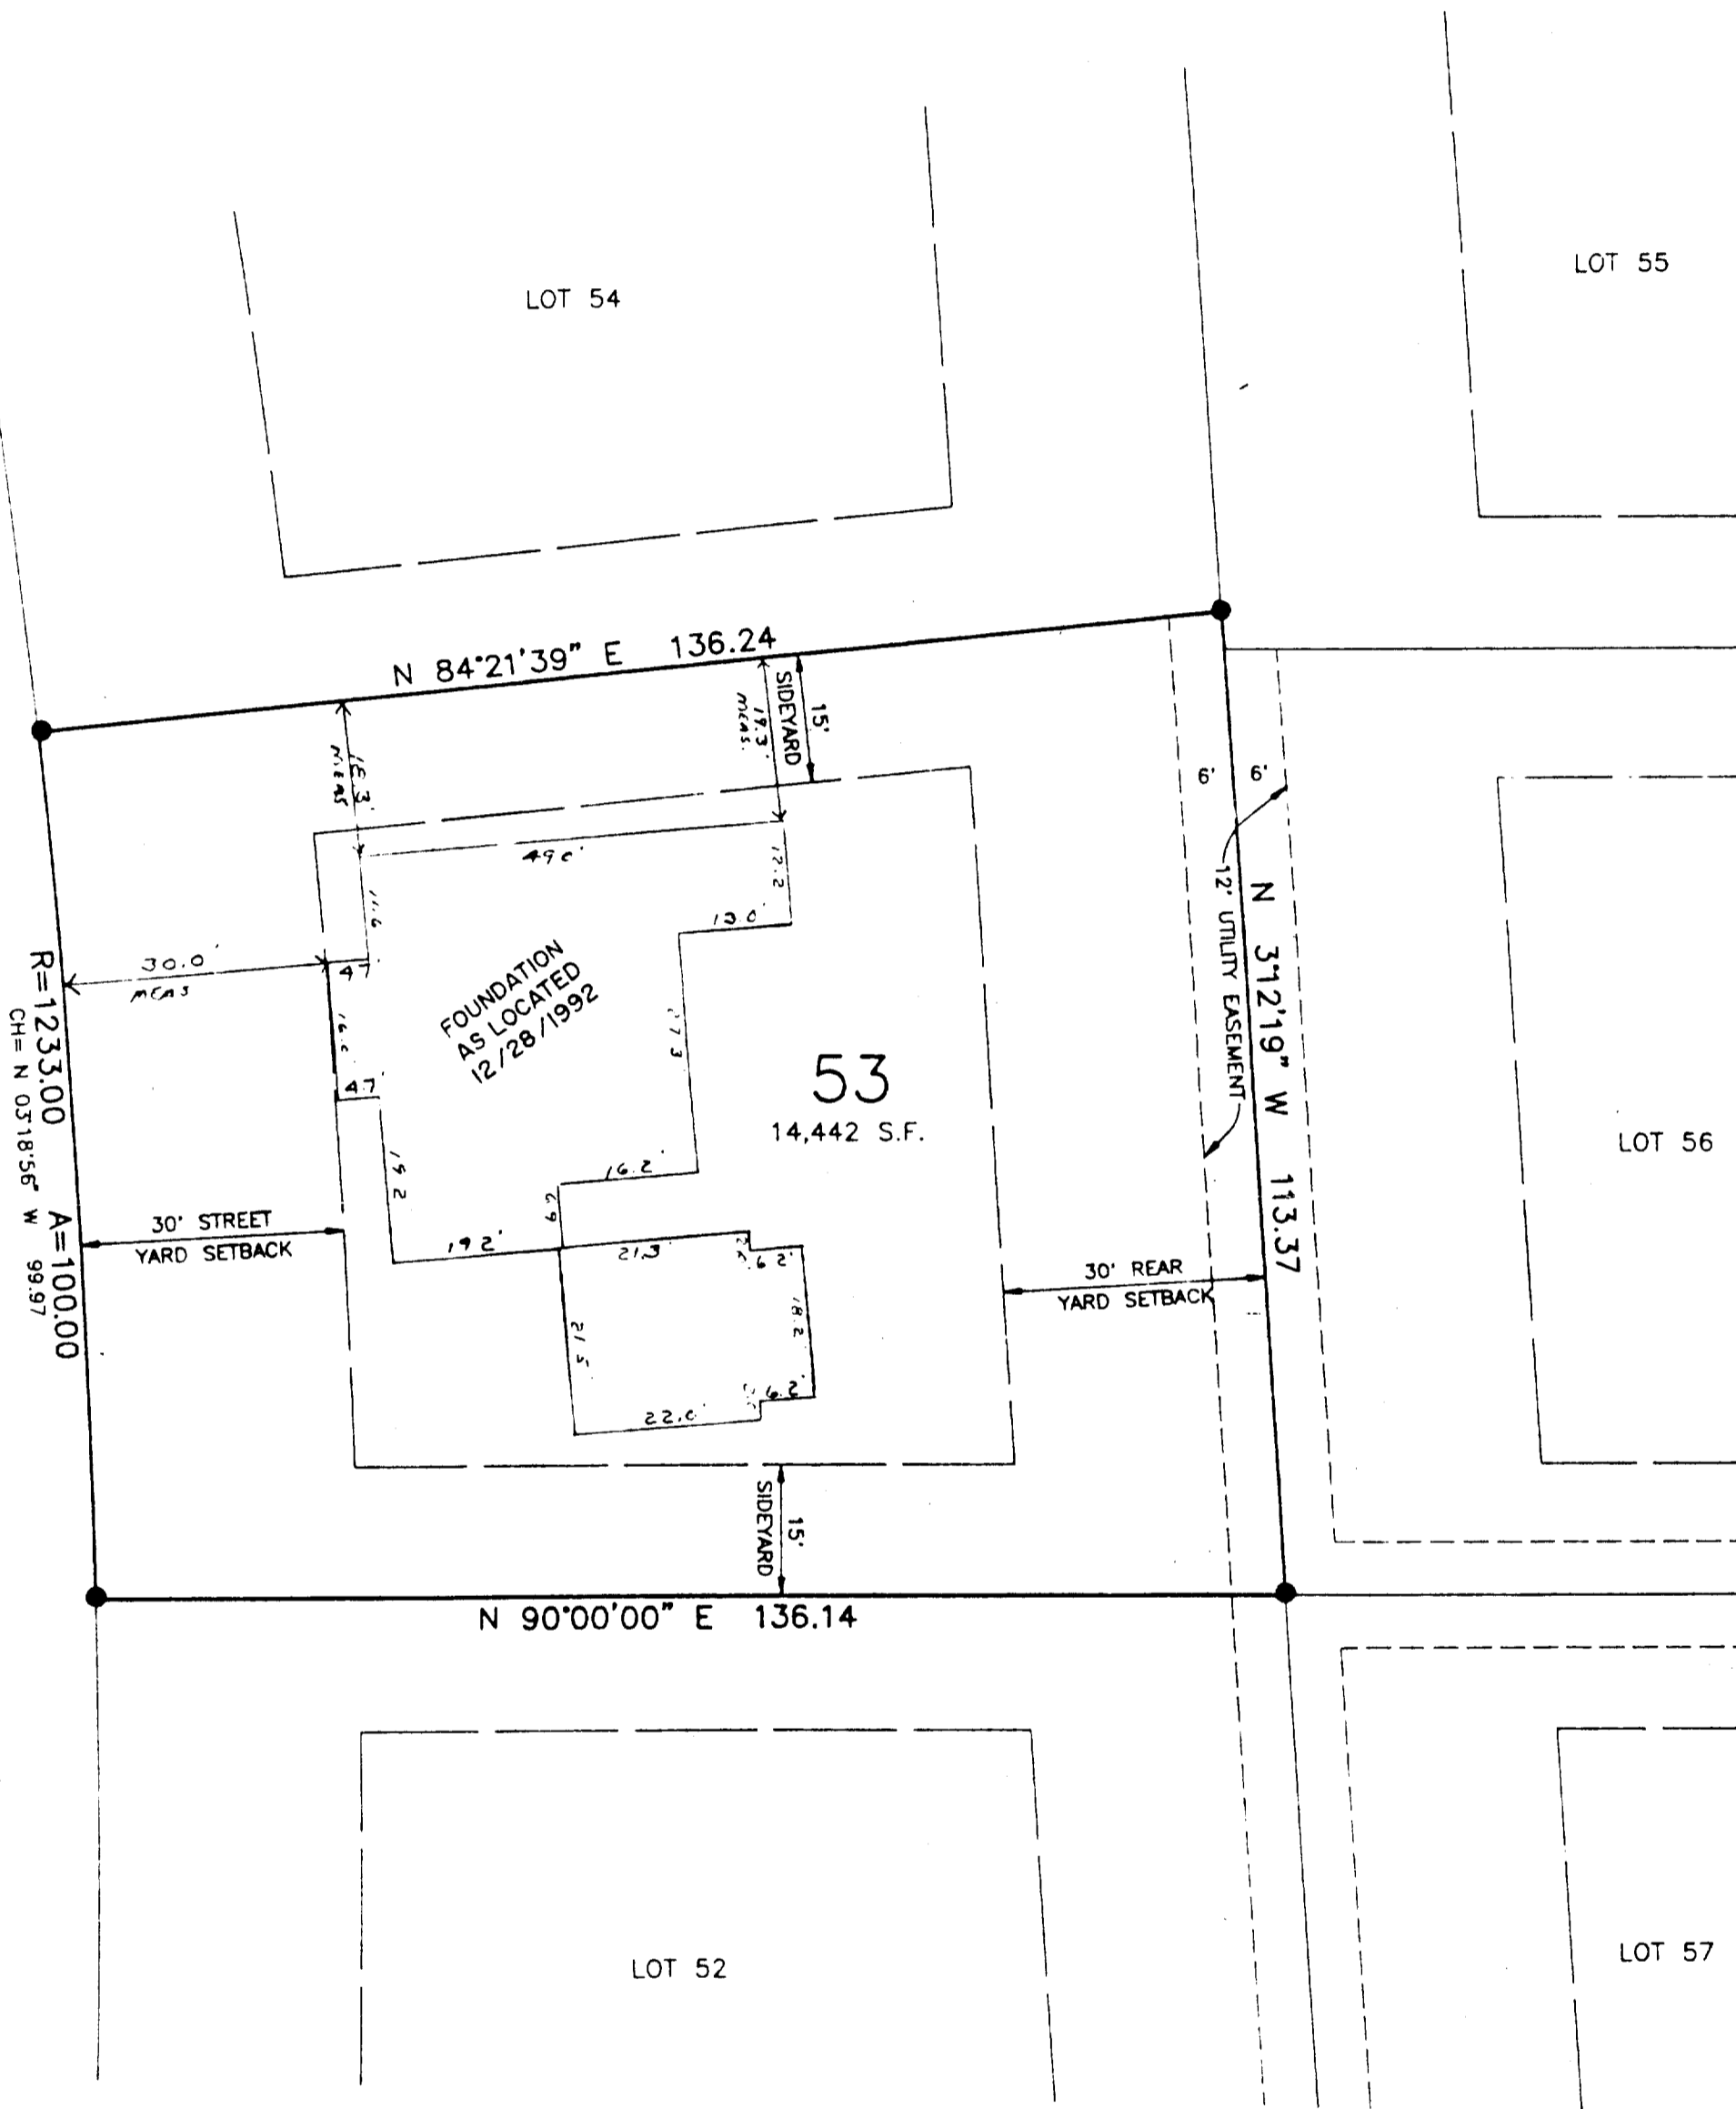 LOT 54
LOT 55
N 84°21'39" E 136.24
15'
SIDEYARD
19.3'
MEAS.
MEAS
6' 6'
12' UTILITY EASEMENT
N 3°12'19" W 113.37
12.2
13.0'
11.6
30.0'
MEAS
4.7
FOUNDATION
AS LOCATED
12/28/1992
27.3
53
14,442 S.F.
4.7
LOT 56
16.2'
19.2
6.9
19.2'
21.3'
6.2'
18.2'
21.5
6.2'
22.0'
30' STREET
YARD SETBACK
30' REAR
YARD SETBACK
R=1233.00 A=100.00
CH= N 03°18'56" W 99.97
15'
SIDEYARD
N 90°00'00" E 136.14
LOT 52
LOT 57